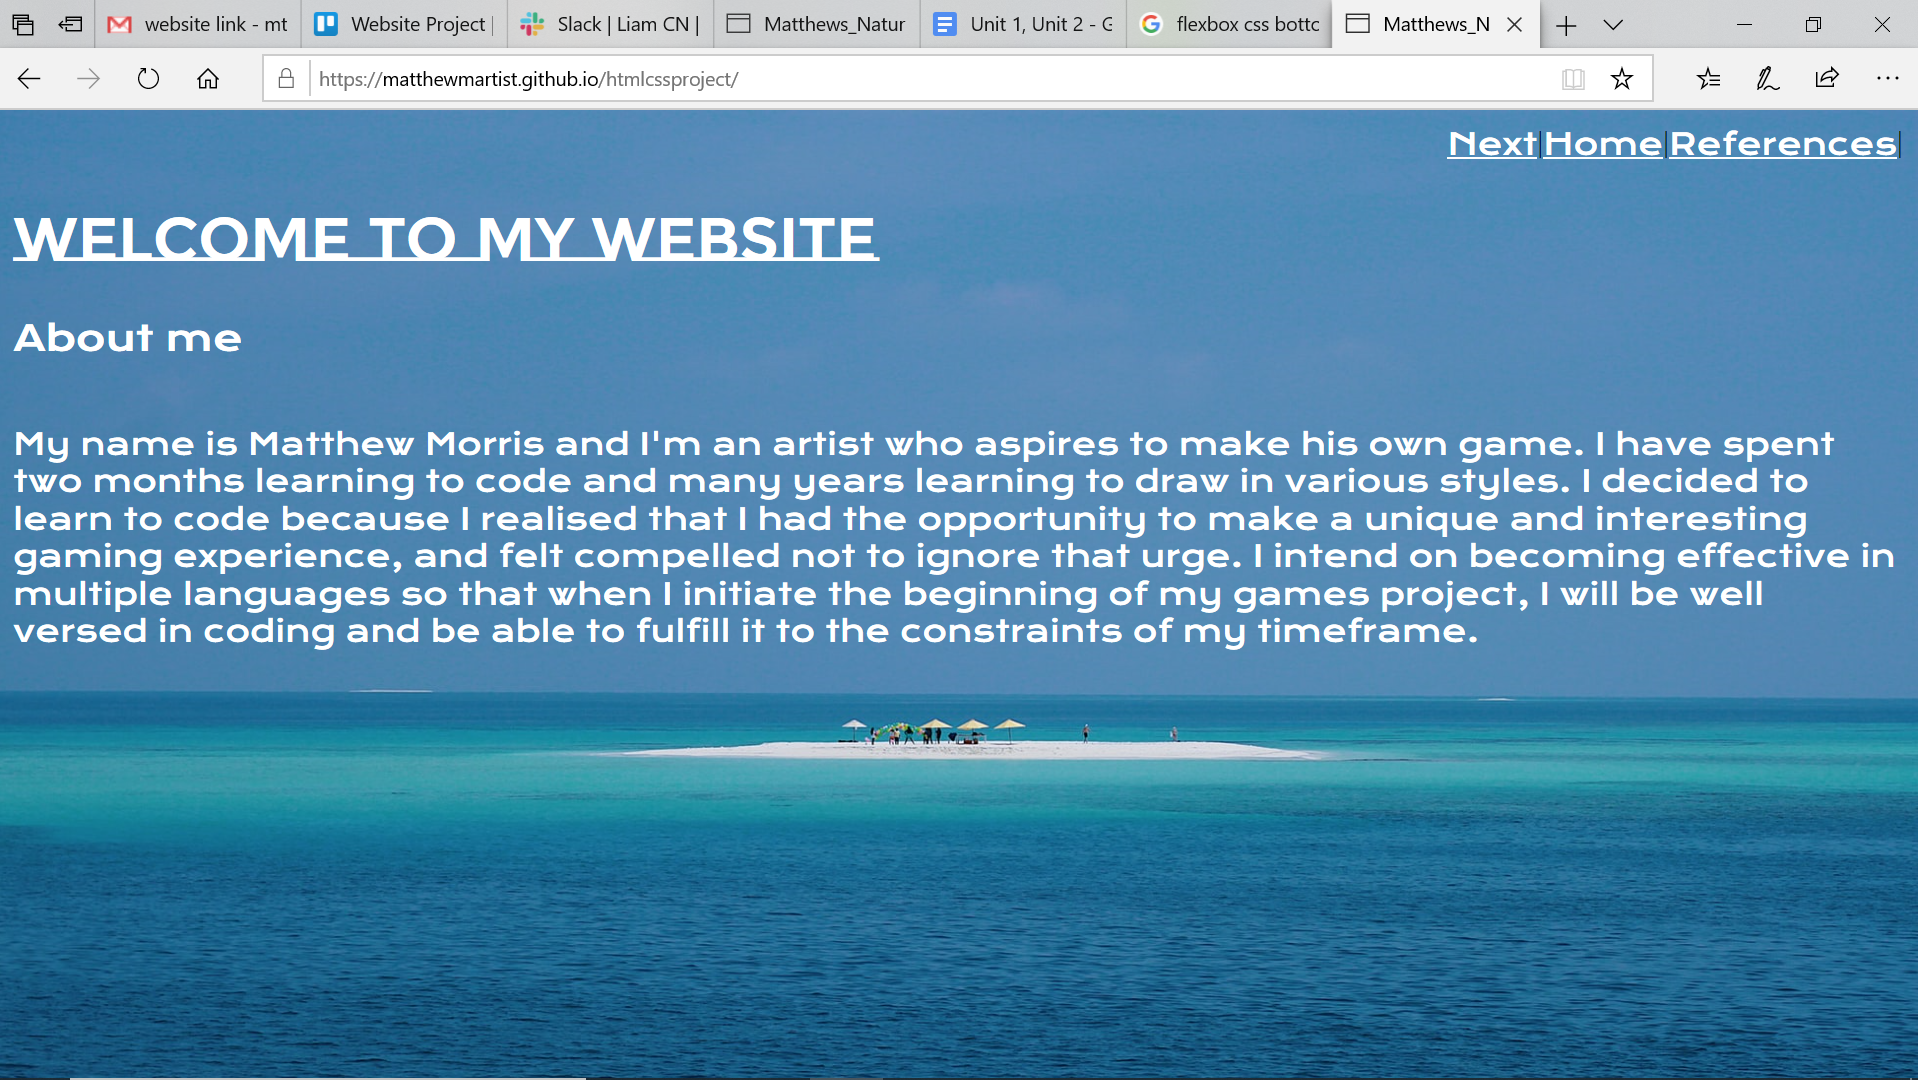 website link - mt
Website Project |
Slack | Liam CN |
Matthews_Natur
Unit 1, Unit 2 - G
flexbox css bottc
Matthews_N
https://matthewmartist.github.io/htmlcssproject/
Next|Home|References|
WELCOME TO MY WEBSITE
About me
My name is Matthew Morris and I'm an artist who aspires to make his own game. I have spent
two months learning to code and many years learning to draw in various styles. I decided to
learn to code because I realised that I had the opportunity to make a unique and interesting
gaming experience, and felt compelled not to ignore that urge. I intend on becoming effective in
multiple languages so that when I initiate the beginning of my games project, I will be well
versed in coding and be able to fulfill it to the constraints of my timeframe.